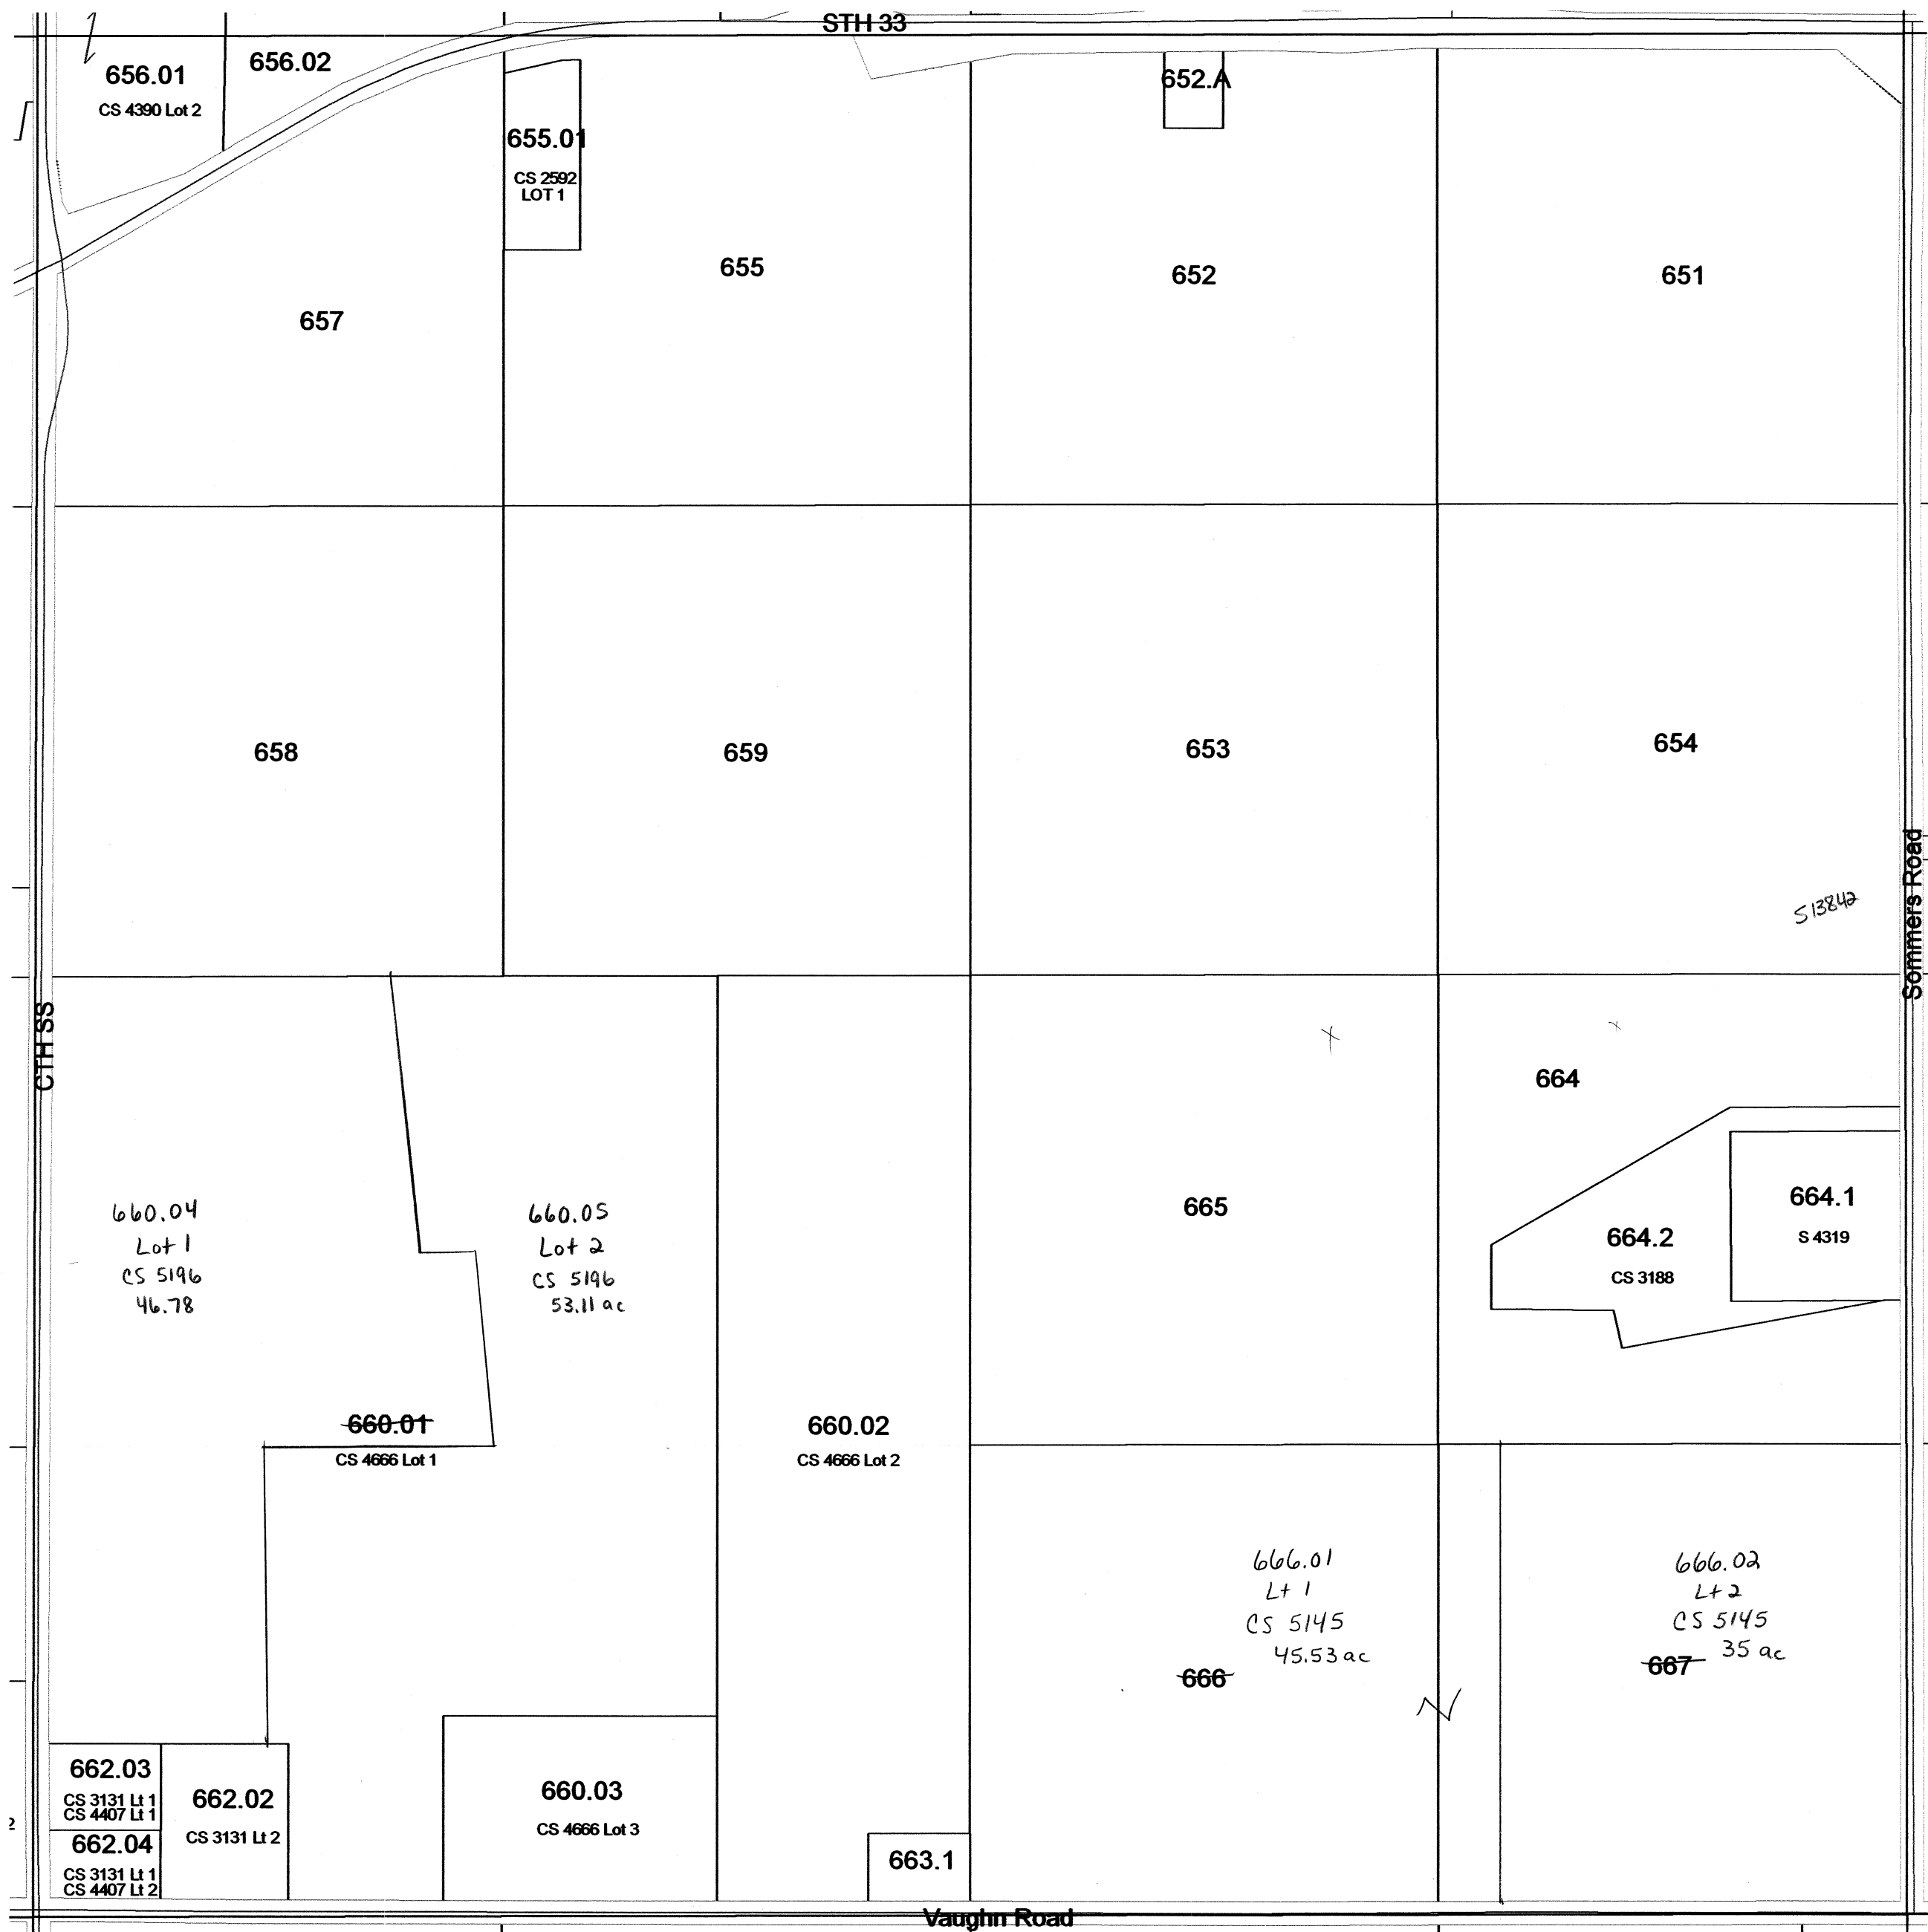 STH 33
656.01
CS 4390 Lot 2
656.02
655.01
CS 2592
LOT 1
652.A
655
652
651
657
658
659
653
654
513842
Sommers Road
CTH SS
664
660.04
Lot 1
CS 5196
46.78
660.05
Lot 2
CS 5196
53.11 ac
665
664.2
CS 3188
664.1
S 4319
660.01
CS 4666 Lot 1
660.02
CS 4666 Lot 2
666.01
Lt 1
CS 5145
45.53 ac
666
666.02
Lt 2
CS 5145
35 ac
667
662.03
CS 3131 Lt 1
CS 4407 Lt 1
662.04
CS 3131 Lt 1
CS 4407 Lt 2
662.02
CS 3131 Lt 2
660.03
CS 4666 Lot 3
663.1
Vaughn Road